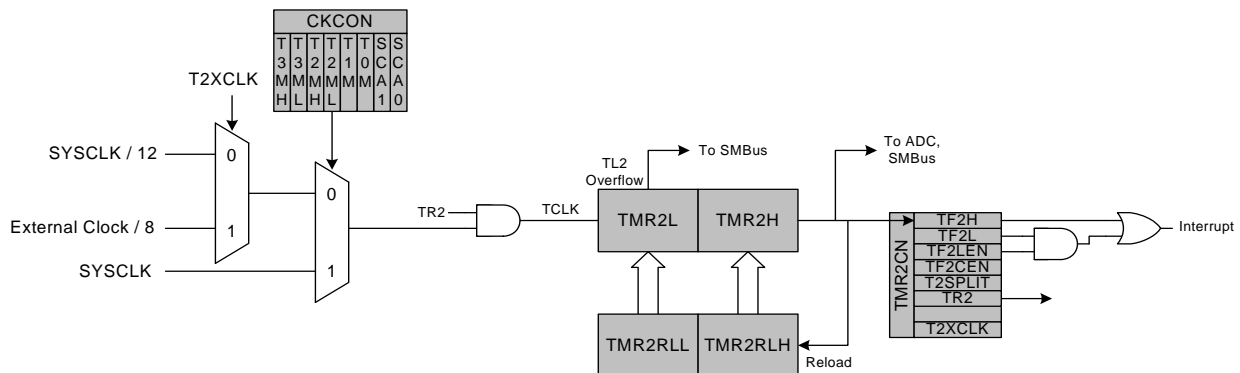 CKCON
T3MH
T3ML
T2MH
T2ML
T1M
T0M
SCA1
SCA0
T2XCLK
SYSCLK / 12
0
External Clock / 8
1
0
SYSCLK
1
TR2
TCLK
TL2
Overflow
To SMBus
To ADC,
SMBus
TMR2L
TMR2H
TMR2RLL
TMR2RLH
Reload
TMR2CN
TF2H
TF2L
TF2LEN
TF2CEN
T2SPLIT
TR2
T2XCLK
Interrupt